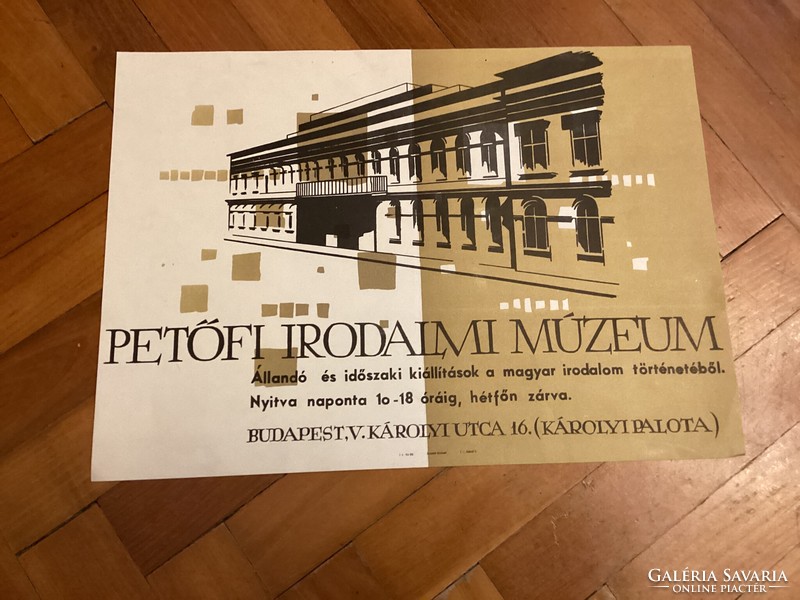 PETŐFI IRODALMI MÚZEUM
Állandó és időszaki kiállítások a magyar irodalom történetéből.
Nyitva naponta 10-18 óráig, hétfőn zárva.
BUDAPEST, V. KÁROLYI UTCA 16. (KÁROLYI PALOTA)
GALÉRIA SAVARIA
ONLINE PIACTÉR